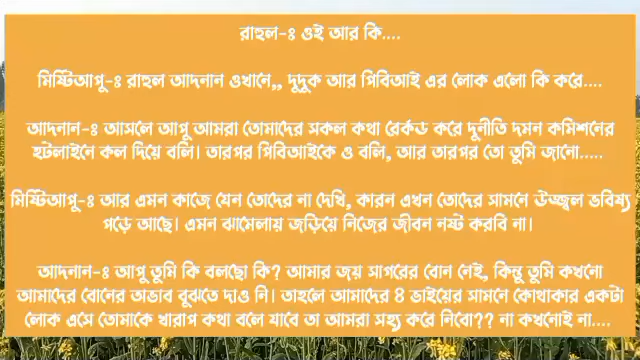 রাহুল-ঃ ওই আর কি....
মিষ্টিআপু-ঃ রাহুল আদনান ওখানে,, দুদুক আর পিবিআই এর লোক এলো কি করে....
আদনান-ঃ আসলে আপু আমরা তোমাদের সকল কথা রের্কড করে দুনীতি দমন কমিশনের
হটলাইনে কল দিয়ে বলি। তারপর পিবিআইকে ও বলি, আর তারপর তো তুমি জানো.....
মিষ্টিআপু-ঃ আর এমন কাজে যেন তোদের না দেখি, কারন এখন তোদের সামনে উজ্জ্বল ভবিষ্য
পড়ে আছে। এমন ঝামেলায় জড়িয়ে নিজের জীবন নষ্ট করবি না।
আদনান-ঃ আপু তুমি কি বলছো কি? আমার জয় সাগরের বোন নেই, কিন্তু তুমি কখনো
আমাদের বোনের অভাব বুঝতে দাও নি। তাহলে আমাদের ৪ ভাইয়ের সামনে কোথাকার একটা
লোক এসে তোমাকে খারাপ কথা বলে যাবে তা আমরা সহ্য করে নিবো?? না কখনোই না....